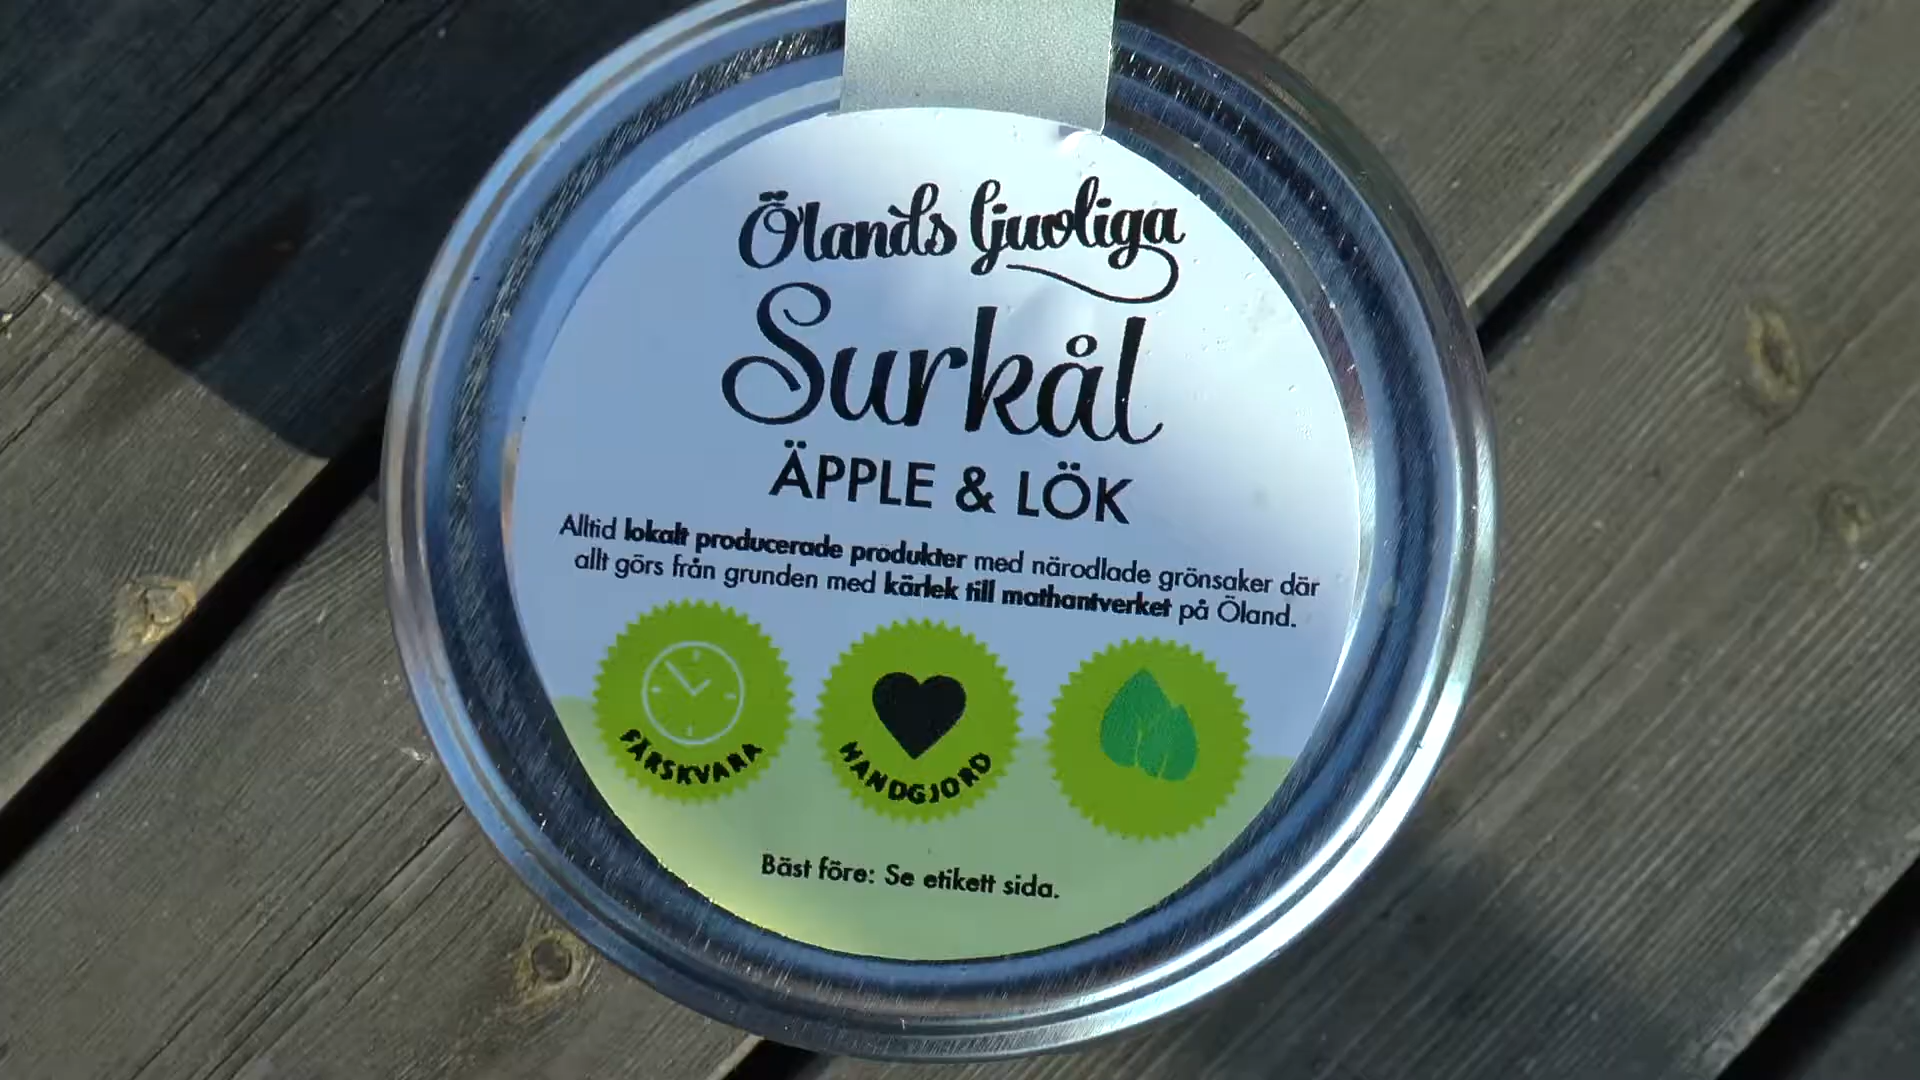 Ölands ljuvliga
Surkål
ÄPPLE & LÖK
Alltid lokalt producerade produkter med närodlade grönsaker där
allt görs från grunden med kärlek till mathantverket på Öland.
FÄRSKVARA
HANDGJORD
Bäst före: Se etikett sida.